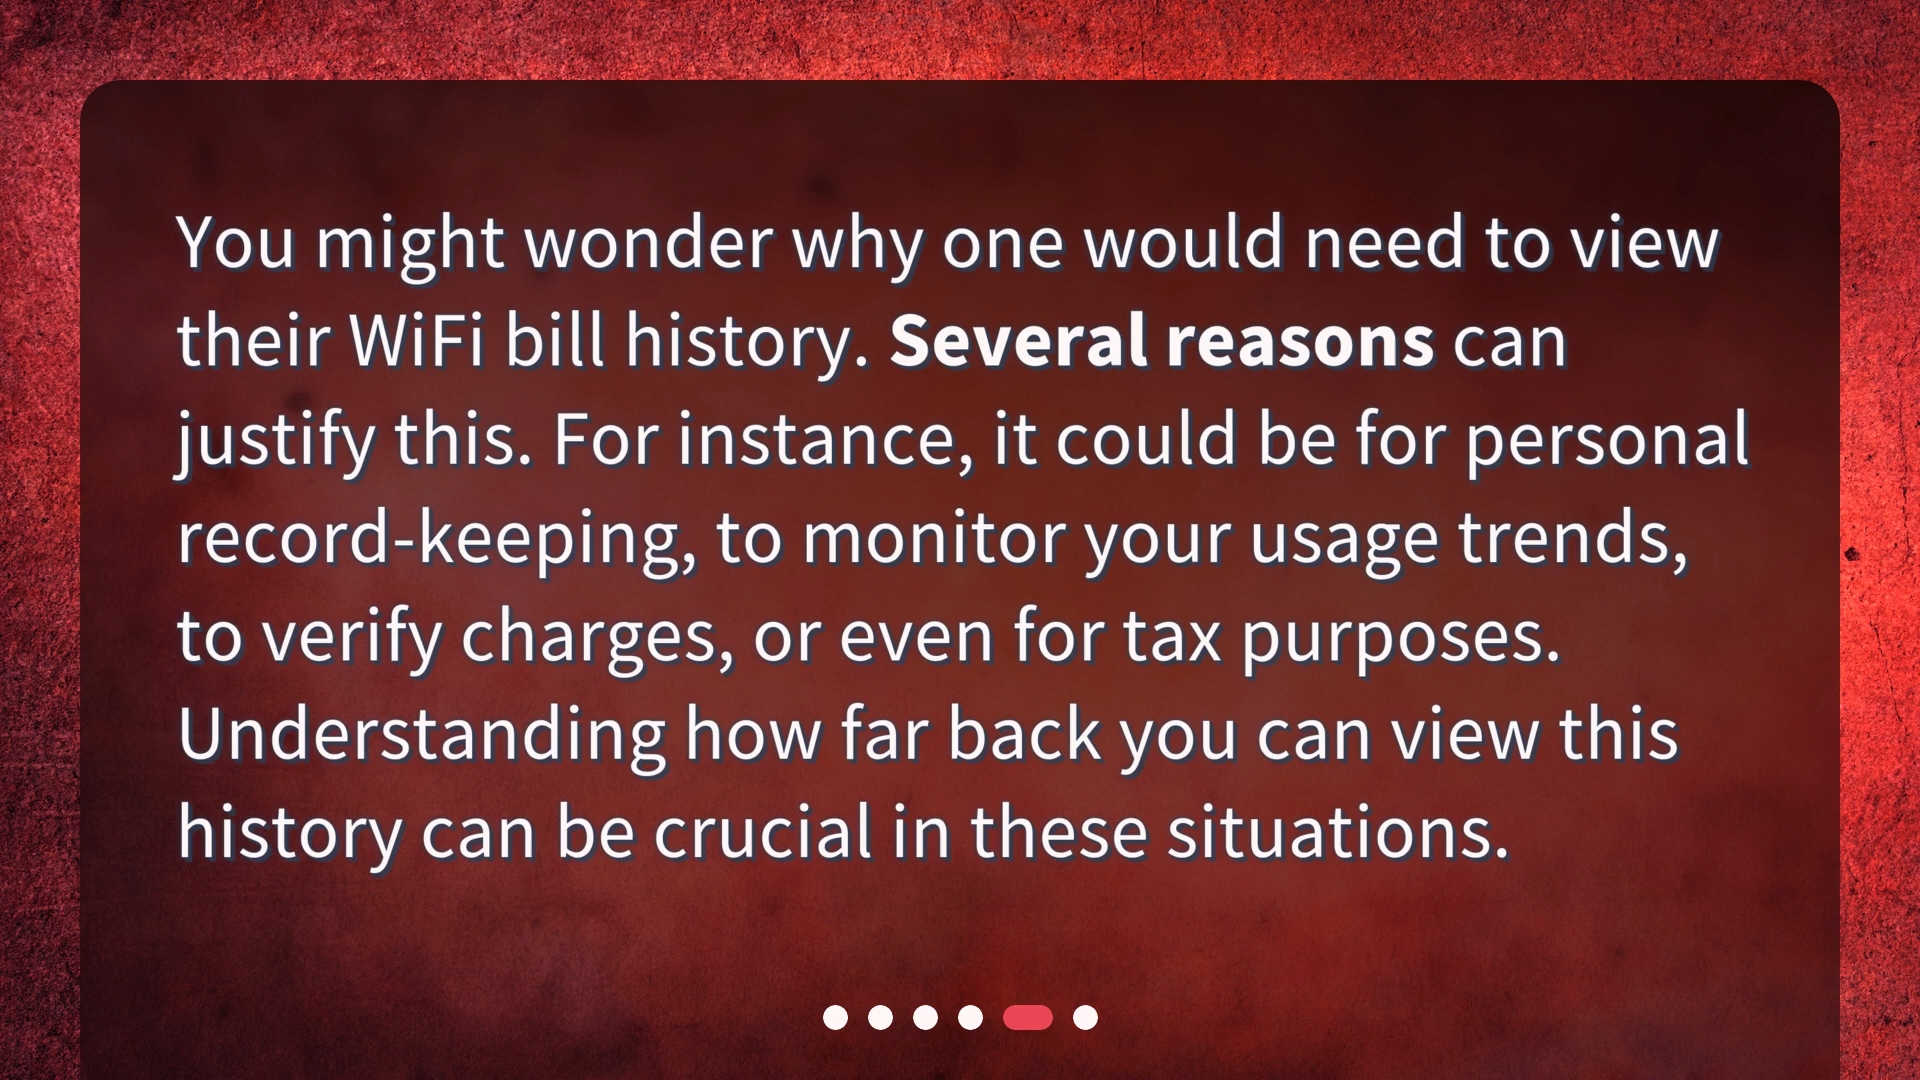 You might wonder why one would need to view
their WiFi bill history. Several reasons can
justify this. For instance, it could be for personal
record-keeping, to monitor your usage trends,
to verify charges, or even for tax purposes.
Understanding how far back you can view this
history can be crucial in these situations.